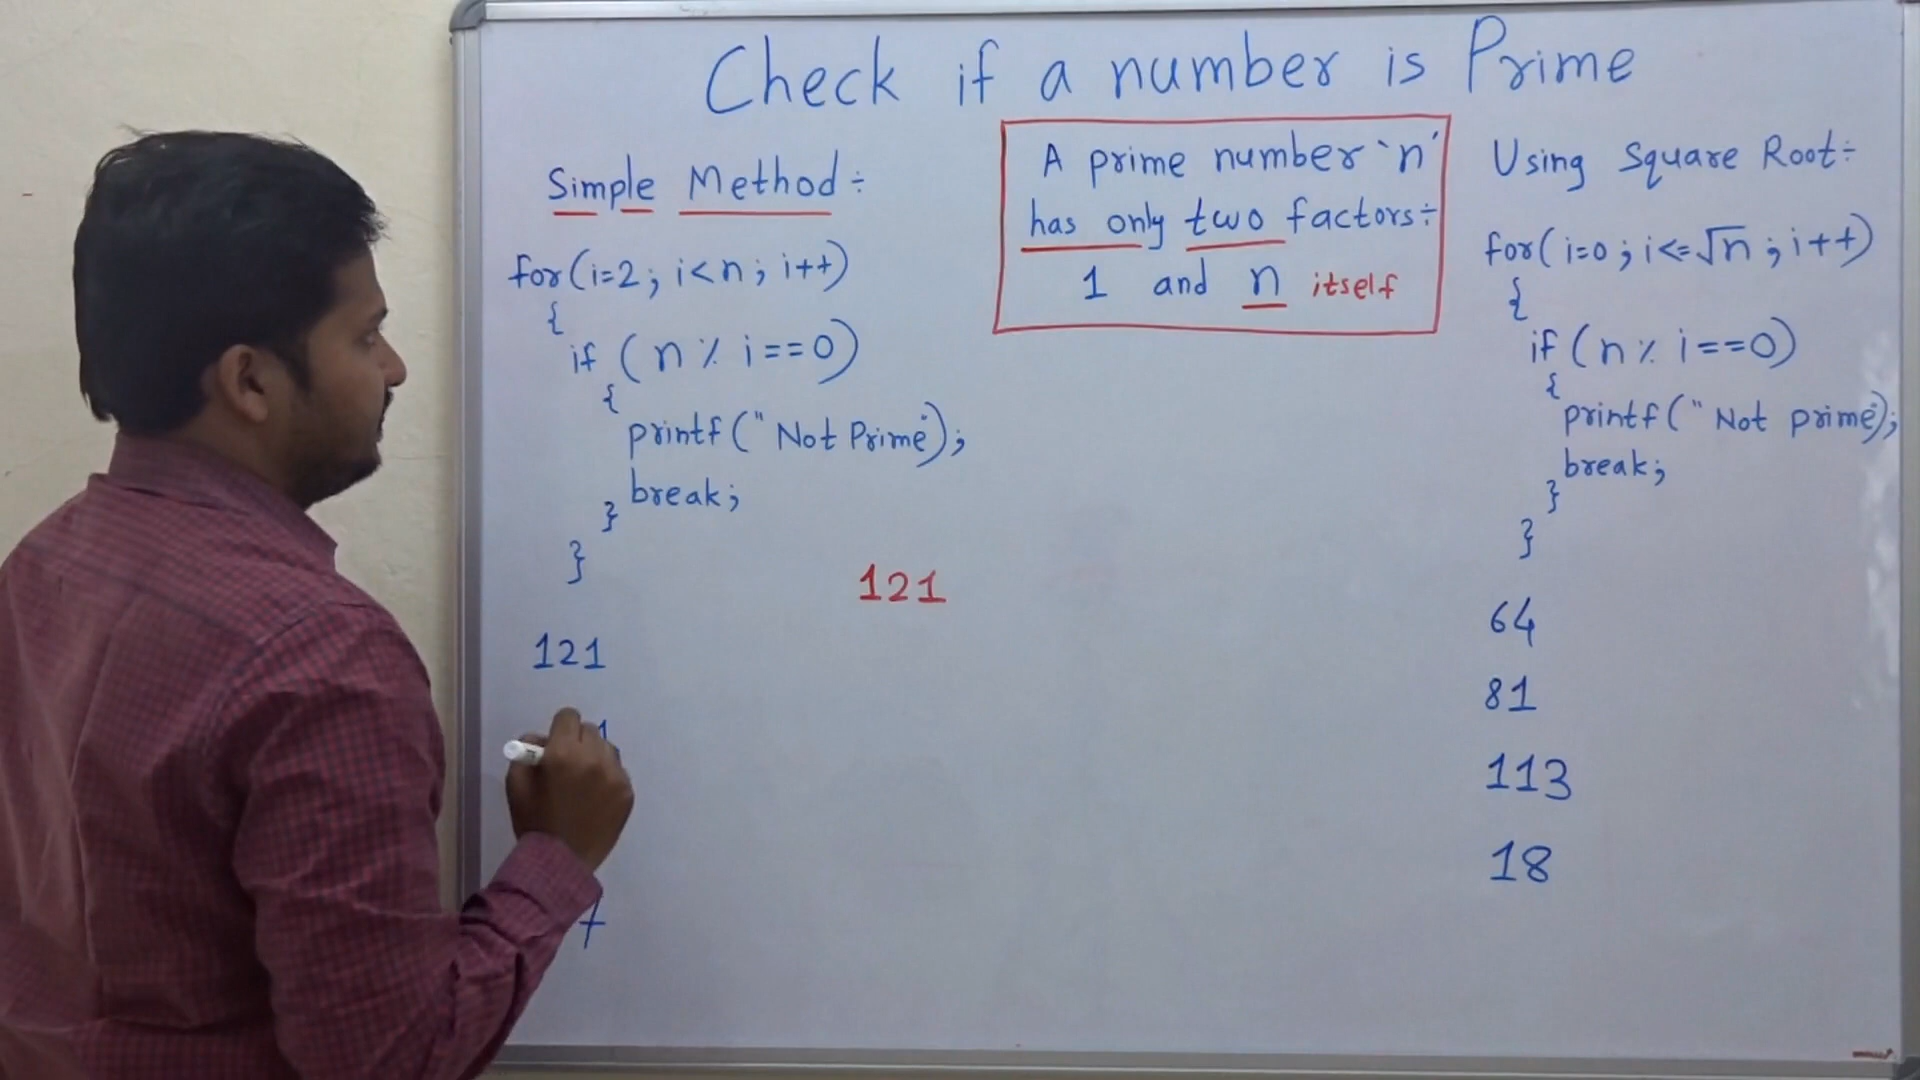 Check if a number is Prime
Simple Method÷
for(i=2; i<n; i++)
{
if (n % i==0)
{
printf("Not Prime");
break;
}
}
121
121
A prime number `n'
has only two factors÷
1 and n itself
Using Square Root÷
for(i=0; i<=√n; i++)
{
if (n % i==0)
{
printf("Not prime");
break;
}
}
64
81
113
18